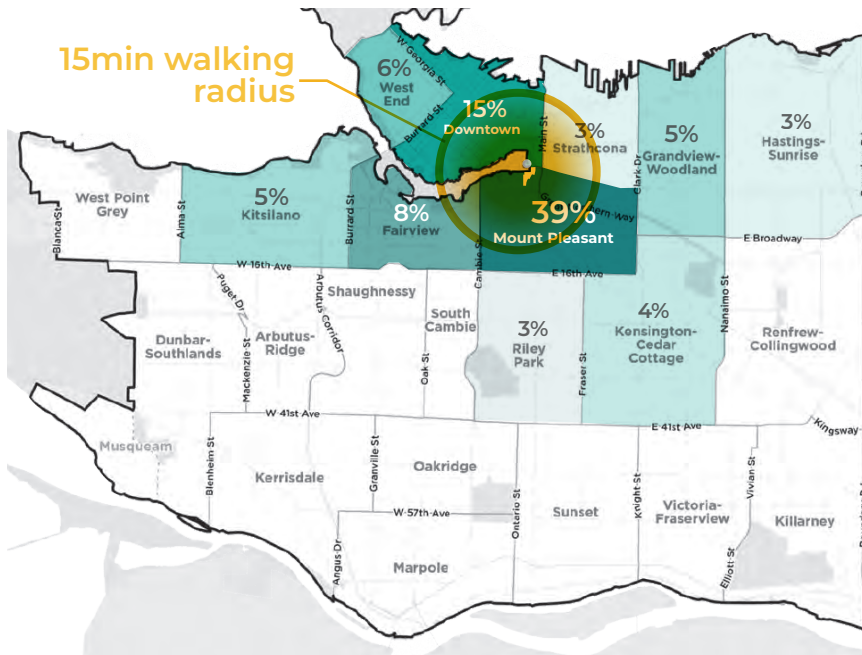 15min walking
radius
W Georgia St
6%
West
End
Burrard St
15%
Downtown
Main St
3%
Strathcona
Clark Dr
5%
Grandview-
Woodland
3%
Hastings-
Sunrise
West Point
Grey
Blanca St
Alma St
5%
Kitsilano
Burrard St
8%
Fairview
Cambie St
39%
Mount Pleasant
E Broadway
Nanaimo St
W 16th Ave
E 16th Ave
Puget Dr
Arbutus Corridor
Shaughnessy
South
Cambie
Dunbar-
Southlands
Mackenzie St
Arbutus-
Ridge
Oak St
3%
Riley
Park
Fraser St
4%
Kensington-
Cedar
Cottage
Renfrew-
Collingwood
W 41st Ave
E 41st Ave
Kingsway
Musqueam
Blenheim St
Kerrisdale
Granville St
Oakridge
Ontario St
Knight St
Vivian St
W 57th Ave
Sunset
Victoria-
Fraserview
Killarney
Angus Dr
Marpole
Elliott St